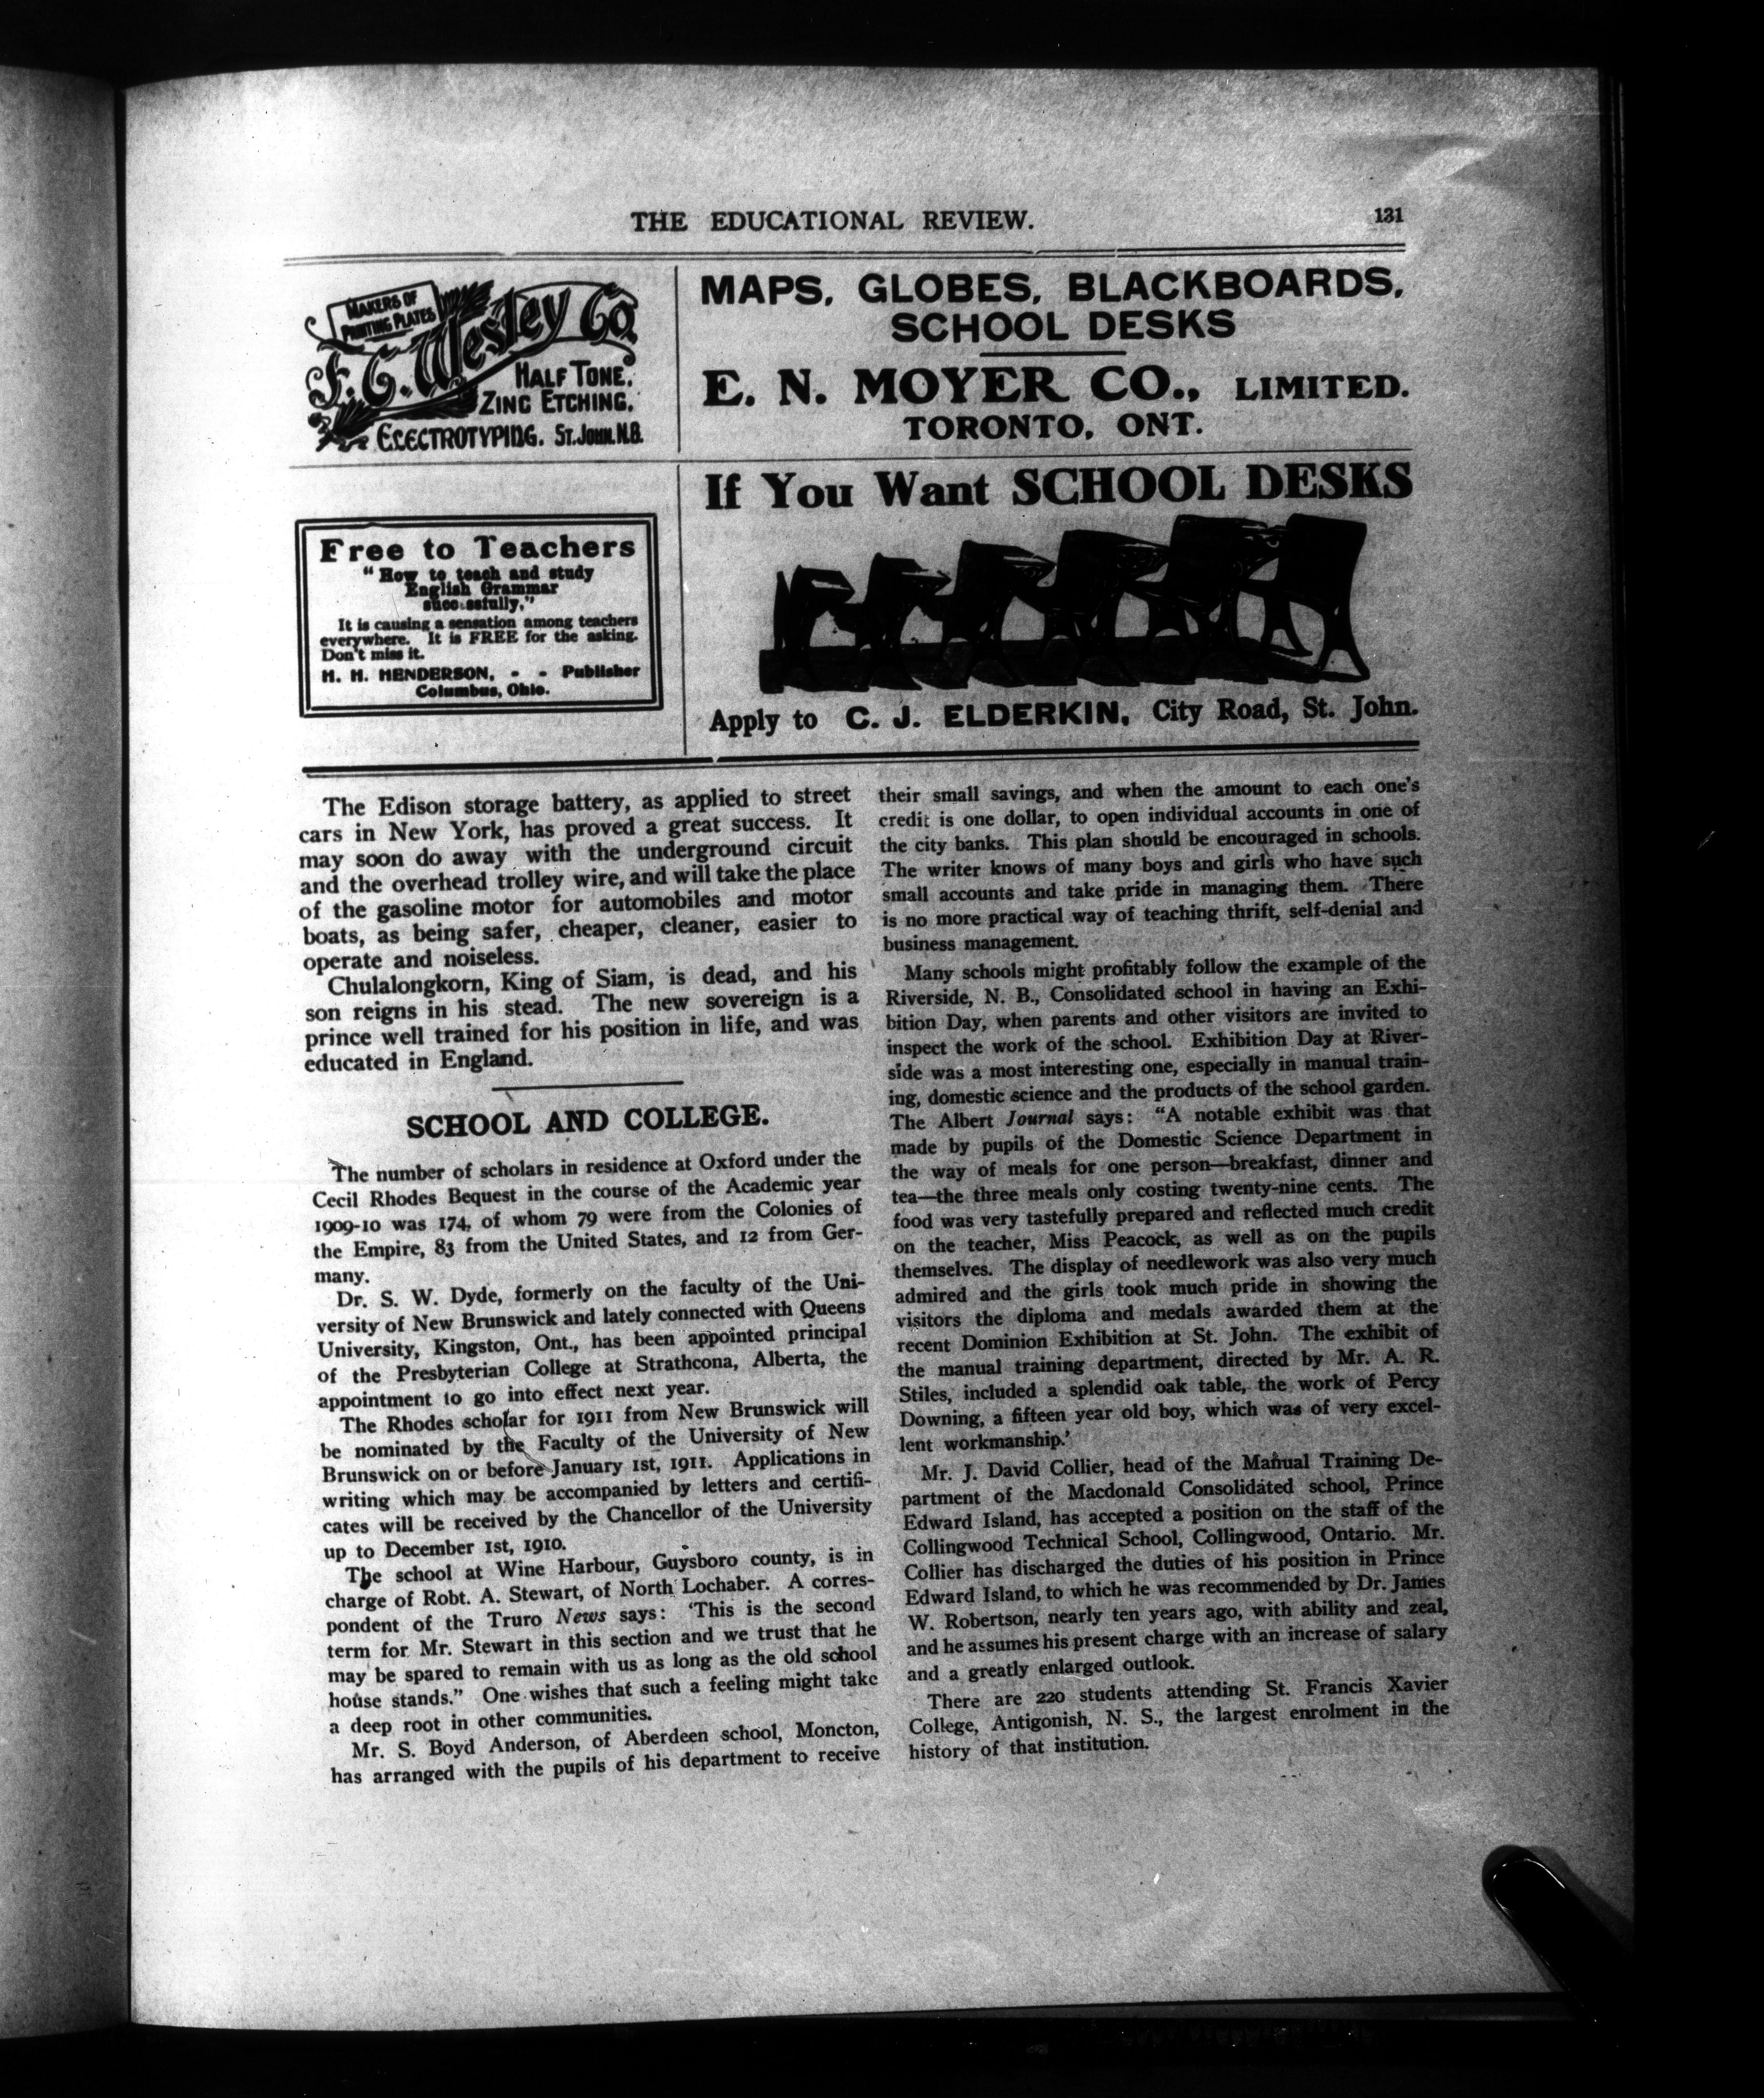 THE EDUCATIONAL REVIEW.
131
MAKERS OF
PRINTING PLATES
F. C. Wesley Co
HALF TONE.
ZINC ETCHING.
ELECTROTYPING. ST. JOHN. N.B.
MAPS, GLOBES, BLACKBOARDS,
SCHOOL DESKS
E. N. MOYER CO., LIMITED.
TORONTO, ONT.
Free to Teachers
"How to teach and study
English Grammar
successfully."
It is causing a sensation among teachers
everywhere. It is FREE for the asking.
Don't miss it.
H. H. HENDERSON, - - Publisher
Columbus, Ohio.
If You Want SCHOOL DESKS
Apply to C. J. ELDERKIN, City Road, St. John.
The Edison storage battery, as applied to street
cars in New York, has proved a great success. It
may soon do away with the underground circuit
and the overhead trolley wire, and will take the place
of the gasoline motor for automobiles and motor
boats, as being safer, cheaper, cleaner, easier to
operate and noiseless.
Chulalongkorn, King of Siam, is dead, and his
son reigns in his stead. The new sovereign is a
prince well trained for his position in life, and was
educated in England.
SCHOOL AND COLLEGE.
The number of scholars in residence at Oxford under the
Cecil Rhodes Bequest in the course of the Academic year
1909-10 was 174, of whom 79 were from the Colonies of
the Empire, 83 from the United States, and 12 from Ger-
many.
Dr. S. W. Dyde, formerly on the faculty of the Uni-
versity of New Brunswick and lately connected with Queens
University, Kingston, Ont., has been appointed principal
of the Presbyterian College at Strathcona, Alberta, the
appointment to go into effect next year.
The Rhodes scholar for 1911 from New Brunswick will
be nominated by the Faculty of the University of New
Brunswick on or before January 1st, 1911. Applications in
writing which may be accompanied by letters and certifi-
cates will be received by the Chancellor of the University
up to December 1st, 1910.
The school at Wine Harbour, Guysboro county, is in
charge of Robt. A. Stewart, of North Lochaber. A corres-
pondent of the Truro News says: 'This is the second
term for Mr. Stewart in this section and we trust that he
may be spared to remain with us as long as the old school
house stands." One wishes that such a feeling might take
a deep root in other communities.
Mr. S. Boyd Anderson, of Aberdeen school, Moncton,
has arranged with the pupils of his department to receive
their small savings, and when the amount to each one's
credit is one dollar, to open individual accounts in one of
the city banks. This plan should be encouraged in schools.
The writer knows of many boys and girls who have such
small accounts and take pride in managing them. There
is no more practical way of teaching thrift, self-denial and
business management.
Many schools might profitably follow the example of the
Riverside, N. B., Consolidated school in having an Exhi-
bition Day, when parents and other visitors are invited to
inspect the work of the school. Exhibition Day at River-
side was a most interesting one, especially in manual train-
ing, domestic science and the products of the school garden.
The Albert Journal says: "A notable exhibit was that
made by pupils of the Domestic Science Department in
the way of meals for one person—breakfast, dinner and
tea—the three meals only costing twenty-nine cents. The
food was very tastefully prepared and reflected much credit
on the teacher, Miss Peacock, as well as on the pupils
themselves. The display of needlework was also very much
admired and the girls took much pride in showing the
visitors the diploma and medals awarded them at the
recent Dominion Exhibition at St. John. The exhibit of
the manual training department, directed by Mr. A. R.
Stiles, included a splendid oak table, the work of Percy
Downing, a fifteen year old boy, which was of very excel-
lent workmanship.'
Mr. J. David Collier, head of the Manual Training De-
partment of the Macdonald Consolidated school, Prince
Edward Island, has accepted a position on the staff of the
Collingwood Technical School, Collingwood, Ontario. Mr.
Collier has discharged the duties of his position in Prince
Edward Island, to which he was recommended by Dr. James
W. Robertson, nearly ten years ago, with ability and zeal,
and he assumes his present charge with an increase of salary
and a greatly enlarged outlook.
There are 220 students attending St. Francis Xavier
College, Antigonish, N. S., the largest enrolment in the
history of that institution.